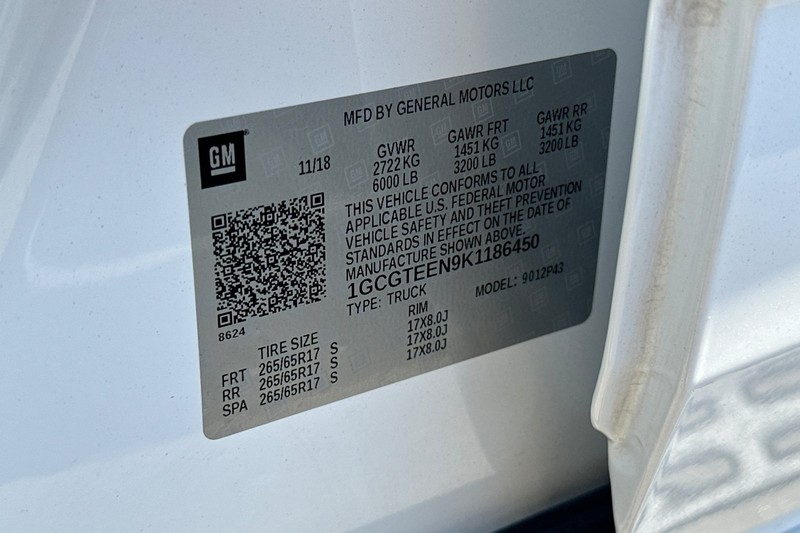 MFD BY GENERAL MOTORS LLC
GM
11/18
GVWR GAWR FRT GAWR RR
2722 KG 1451 KG 1451 KG
6000 LB 3200 LB 3200 LB
THIS VEHICLE CONFORMS TO ALL
APPLICABLE U.S. FEDERAL MOTOR
VEHICLE SAFETY AND THEFT PREVENTION
STANDARDS IN EFFECT ON THE DATE OF
MANUFACTURE SHOWN ABOVE.
1GCGTEEN9K1186450
TYPE: TRUCK MODEL: 9012P43
8624
TIRE SIZE RIM
FRT 265/65R17 S 17X8.0J
RR 265/65R17 S 17X8.0J
SPA 265/65R17 S 17X8.0J